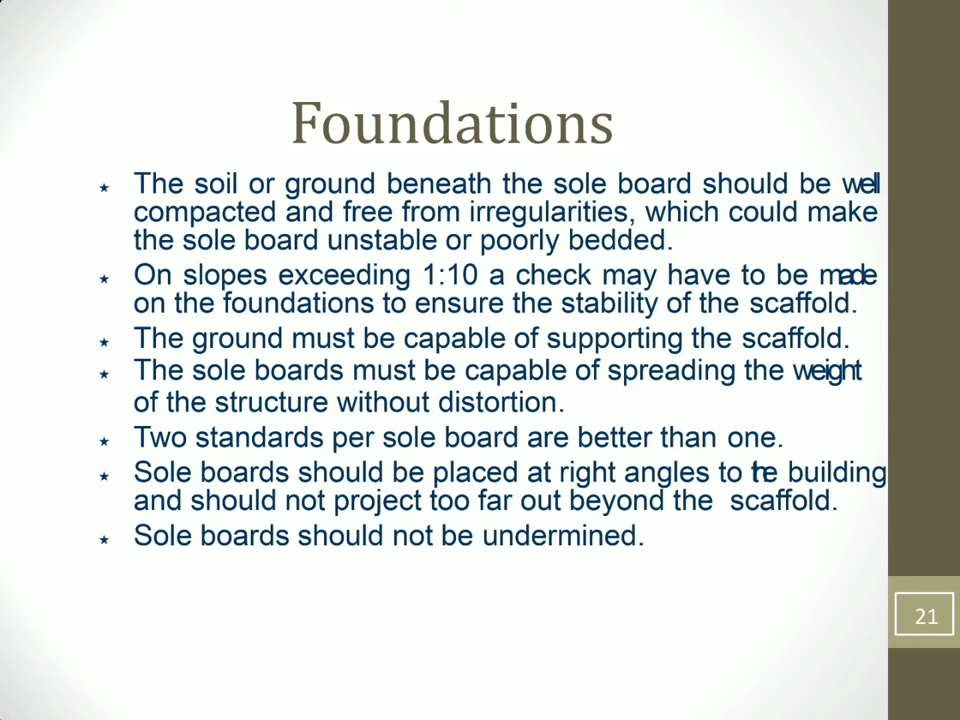 Foundations
★ The soil or ground beneath the sole board should be well
compacted and free from irregularities, which could make
the sole board unstable or poorly bedded.
★ On slopes exceeding 1:10 a check may have to be made
on the foundations to ensure the stability of the scaffold.
★ The ground must be capable of supporting the scaffold.
★ The sole boards must be capable of spreading the weight
of the structure without distortion.
★ Two standards per sole board are better than one.
★ Sole boards should be placed at right angles to the building
and should not project too far out beyond the scaffold.
★ Sole boards should not be undermined.
21